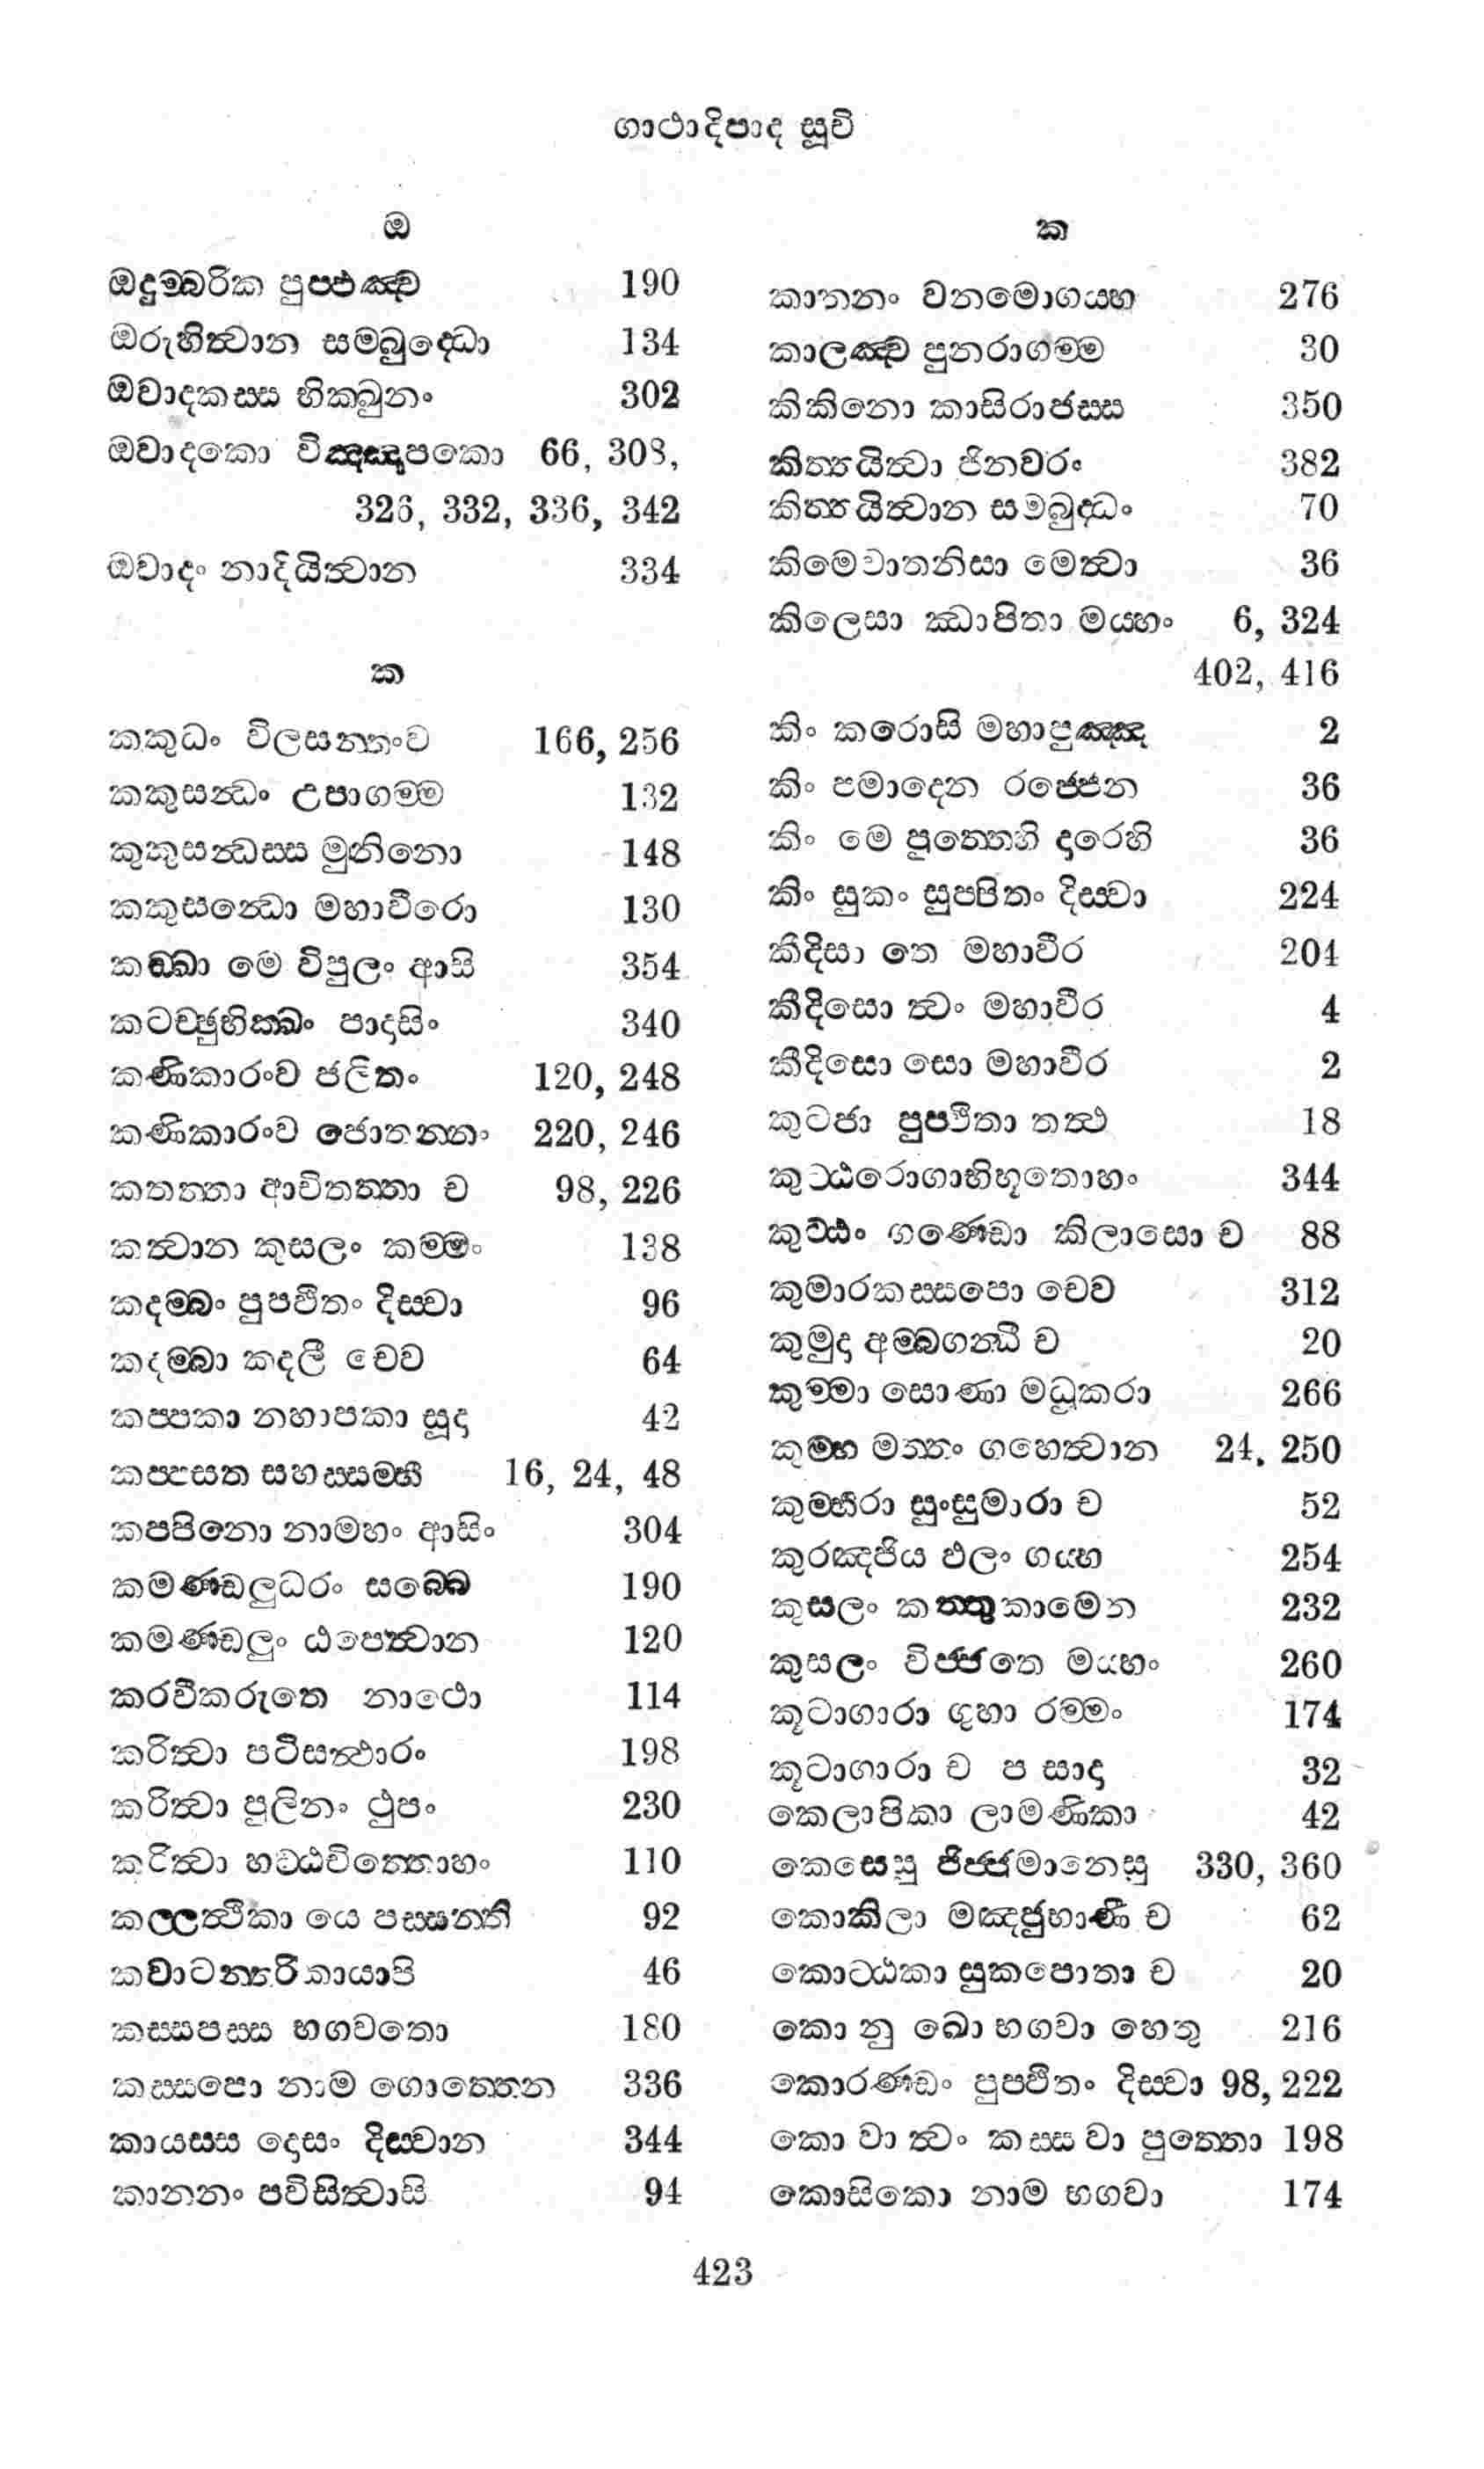 ගාථාදිපාද සූචි
ඔ
ඔදුම්බරික පුප්ඵඤ්ච 190
ඔරුහිත්වාන සම්බුද්ධො 134
ඔවාදකස්ස භික්ඛුනං 302
ඔවාදකො විඤ්ඤාපකො 66, 308,
326, 332, 336, 342
ඔවාදං නාදියිත්වාන 334
ක
කකුධං විලසන්තංව 166, 256
කකුසන්ධං උපාගම්ම 132
කුකුසන්ධස්ස මුනිනො 148
කකුසන්ධො මහාවීරො 130
කඞ්ඛා මෙ විපුලං ආසි 354
කටච්ඡුභික්ඛං පාදාසිං 340
කණිකාරංව ජලිතං 120, 248
කණිකාරංව ජොතන්තං 220, 246
කතත්තා ආචිතත්තා ච 98, 226
කත්වාන කුසලං කම්මං 138
කදම්බං පුප්ඵිතං දිස්වා 96
කදම්බා කදලී චෙව 64
කප්පකා නහාපකා සූදා 42
කප්පසත සහස්සම්හි 16, 24, 48
කප්පිනො නාමහං ආසිං 304
කමණ්ඩලුධරං සබ්බෙ 190
කමණ්ඩලුං ඨපෙත්වාන 120
කරවීකරුතෙ නාථො 114
කරිත්වා පටිසන්ථාරං 198
කරිත්වා පුලිනං ථූපං 230
කරිත්වා හට්ඨචිත්තොහං 110
කල්ලත්ථිකා යෙ පස්සන්ති 92
කවාටන්තරිකායාපි 46
කස්සපස්ස භගවතො 180
කස්සපො නාම ගොත්තෙන 336
කායස්ස දොසං දිස්වාන 344
කානනං පවිසිත්වාසි 94
ක
කානනං වනමොගය්හ 276
කාලඤ්ච පුනරාගම්ම 30
කිකිනො කාසිරාජස්ස 350
කිත්තයිත්වා ජිනවරං 382
කිත්තයිත්වාන සම්බුද්ධං 70
කිමෙවාතනිසා මෙත්වා 36
කිලෙසා ඣාපිතා මය්හං 6, 324
402, 416
කිං කරොසි මහාපුඤ්ඤ 2
කිං පමාදෙන රජ්ජෙන 36
කිං මෙ පුත්තෙහි දාරෙහි 36
කිං සුකං සුප්පිතං දිස්වා 224
කීදිසා තෙ මහාවීර 204
කීදිසො ත්වං මහාවීර 4
කීදිසො සො මහාවීර 2
කුටජා පුප්ඵිතා තත්ථ 18
කුට්ඨරොගාභිභූතොහං 344
කුට්ඨං ගණ්ඩො කිලාසො ච 88
කුමාරකස්සපො චෙව 312
කුමුදා අම්බගන්ධී ච 20
කුම්මා සොණා මධුකරා 266
කුම්භ මත්තං ගහෙත්වාන 24, 250
කුම්භීරා සුංසුමාරා ච 52
කුරඤ්ජිය ඵලං ගය්හ 254
කුසලං කත්තුකාමෙන 232
කුසලං විජ්ජතෙ මය්හං 260
කූටාගාරා ගුහා රම්මං 174
කූටාගාරා ච ප සාදා 32
කෙලාපිකා ලාමණිකා 42
කෙසෙසු ඡිජ්ජමානෙසු 330, 360
කොකිලා මඤ්ජුභාණී ච 62
කොට්ඨකා සුකපොතා ච 20
කො නු ඛො භගවා හෙතු 216
කොරණ්ඩං පුප්ඵිතං දිස්වා 98, 222
කො වා ත්වං කස්ස වා පුත්තො 198
කොසිකො නාම භගවා 174
423